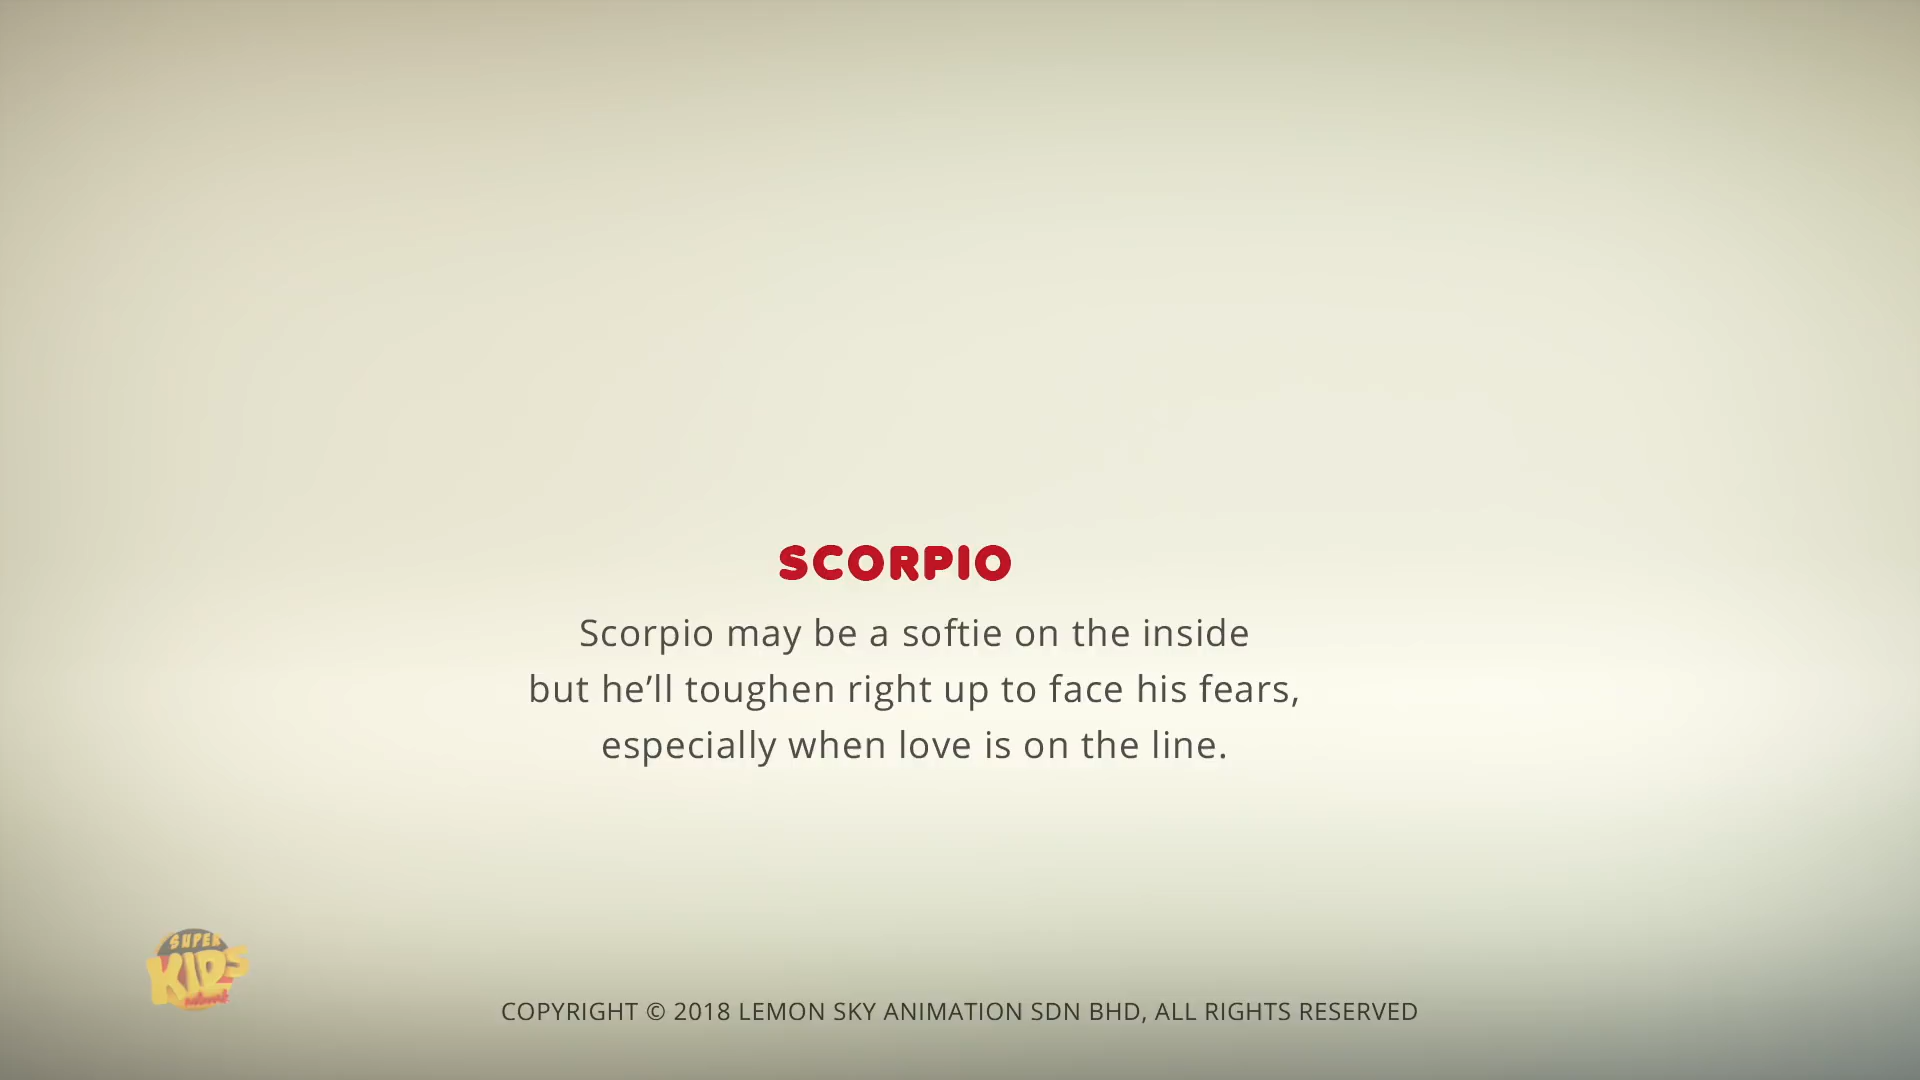 SCORPIO
Scorpio may be a softie on the inside
but he’ll toughen right up to face his fears,
especially when love is on the line.
SUPER
KIDS
network
COPYRIGHT © 2018 LEMON SKY ANIMATION SDN BHD, ALL RIGHTS RESERVED